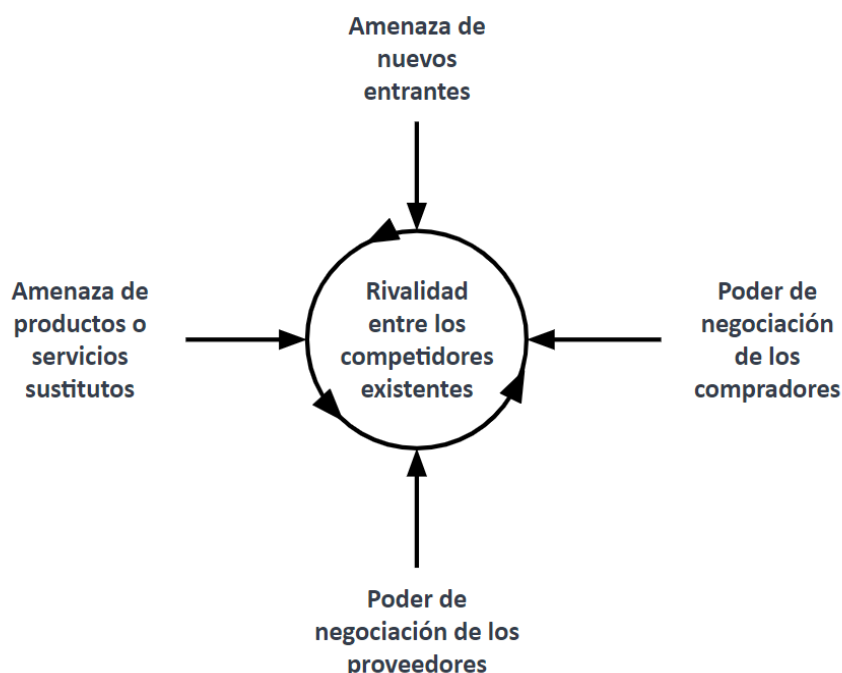 Amenaza de
nuevos
entrantes
Amenaza de
productos o
servicios
sustitutos
Rivalidad
entre los
competidores
existentes
Poder de
negociación
de los
compradores
Poder de
negociación de los
proveedores